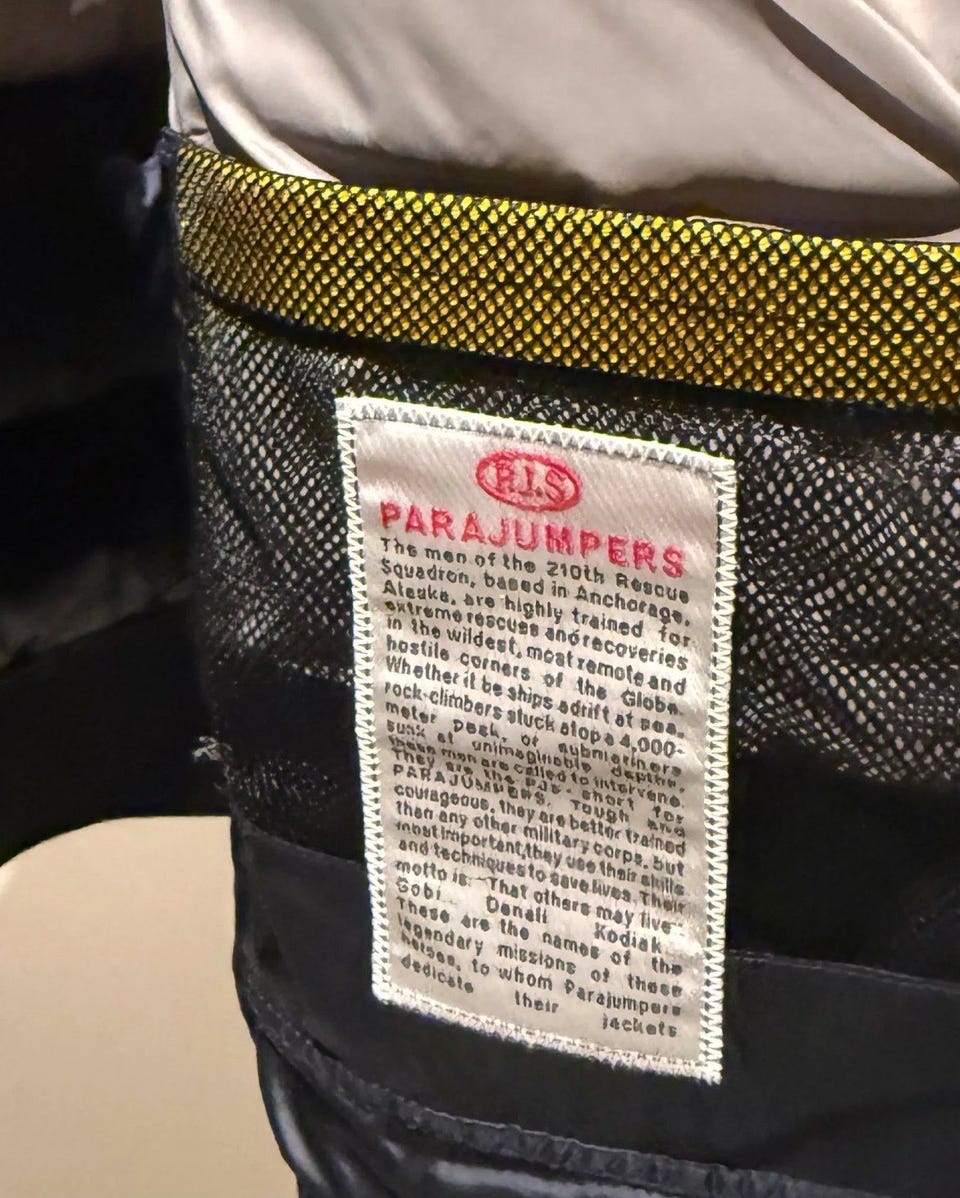 P.J.S
PARAJUMPERS
The men of the 210th Rescue
Squadron, based in Anchorage,
Alaska, are highly trained for
extreme rescues and recoveries
in the wildest, most remote and
hostile corners of the Globe.
Whether it be ships adrift at sea,
rock-climbers stuck atop a 4,000-
meter peak, or submariners
sunk at unimaginable depths,
these men are called to intervene.
They are the PJs- short for
PARAJUMPERS. Tough and
courageous, they are better trained
than any other military corps, but
most important, they use their skills
and techniques to save lives. Their
motto is: "That others may live"
Gobi... Denali... Kodiak...
These are the names of the
legendary missions of these
heroes, to whom Parajumpers
dedicate their jackets